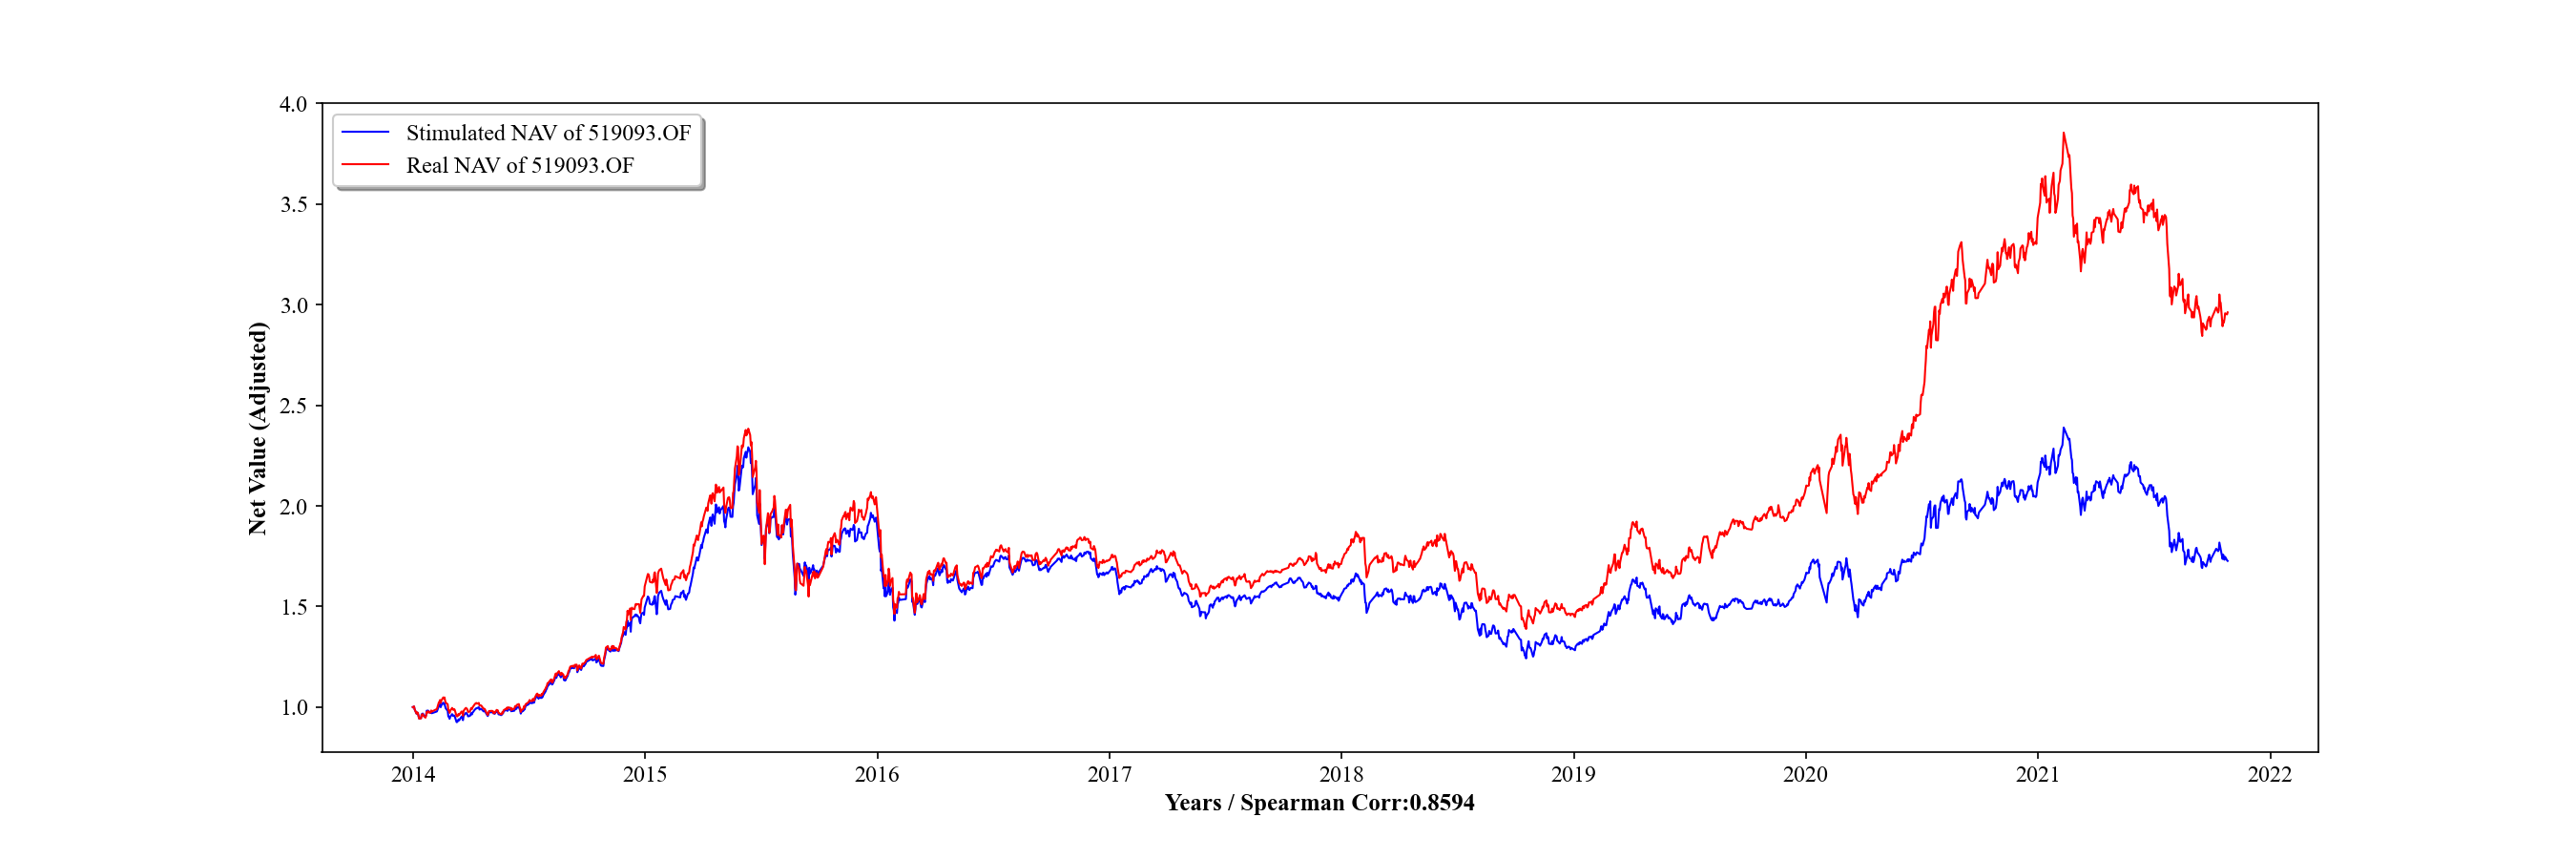 Stimulated NAV of 519093.OF
Real NAV of 519093.OF
4.0
3.5
3.0
2.5
2.0
1.5
1.0
Net Value (Adjusted)
2014 2015 2016 2017 2018 2019 2020 2021 2022
Years / Spearman Corr:0.8594